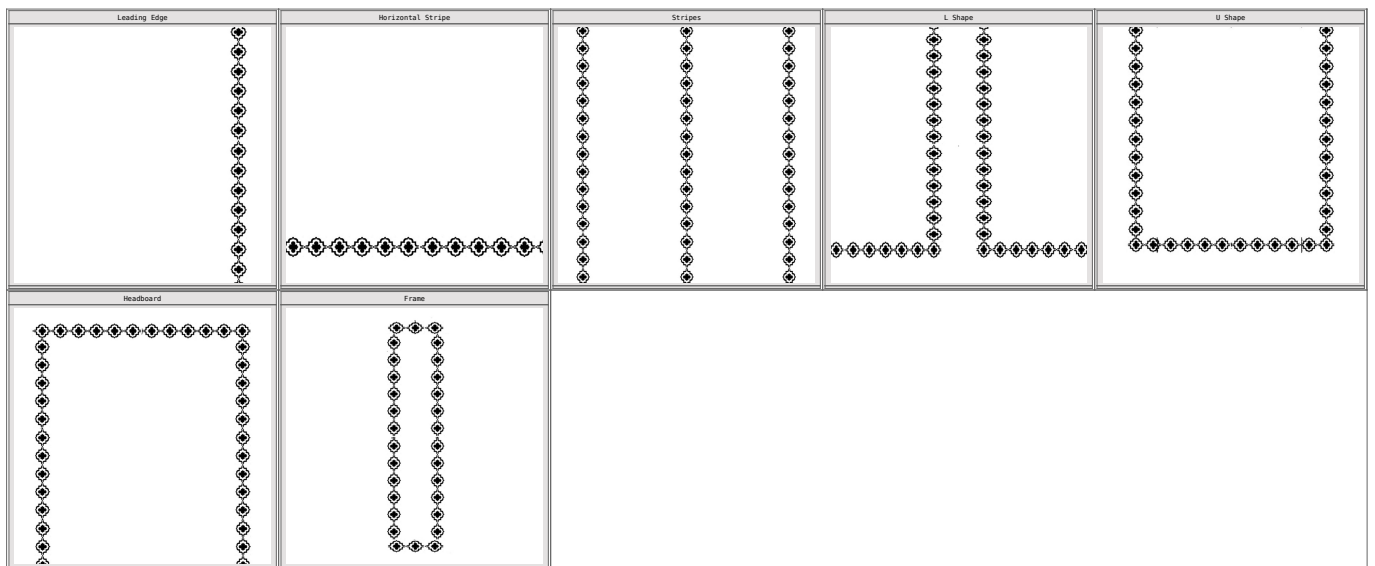 Leading Edge
Horizontal Stripe
Stripes
L Shape
U Shape
Headboard
Frame